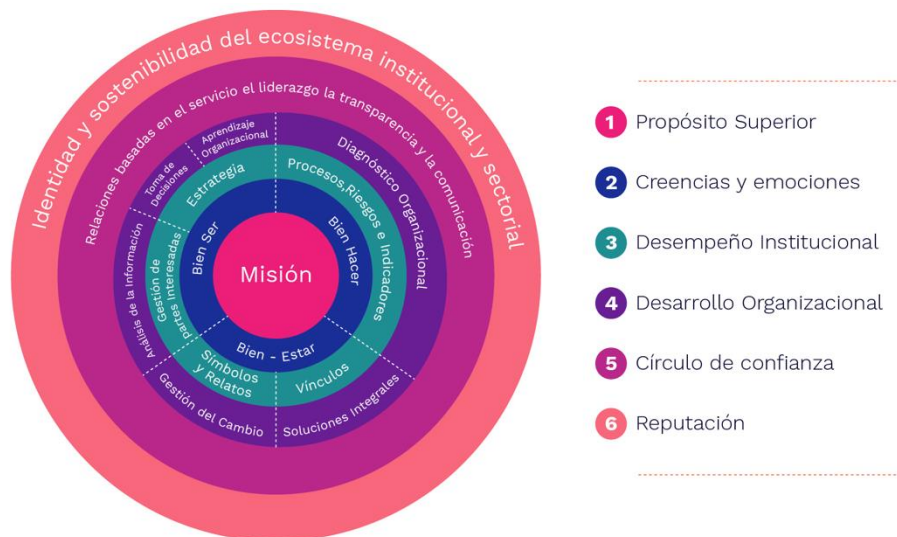 Identidad y sostenibilidad del ecosistema institucional y sectorial
Relaciones basadas en el servicio el liderazgo la transparencia y la comunicación
Análisis de la Información
Toma de
Decisiones
Aprendizaje
Organizacional
Diagnóstico Organizacional
Soluciones Integrales
Gestión del Cambio
Gestión de
partes Interesadas
Estrategia
Procesos,Riesgos e Indicadores
Vínculos
Símbolos
y Relatos
Bien Ser
Bien Hacer
Bien - Estar
Misión
1 Propósito Superior
2 Creencias y emociones
3 Desempeño Institucional
4 Desarrollo Organizacional
5 Círculo de confianza
6 Reputación